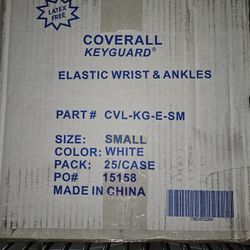 LATEX
FREE
COVERALL
KEYGUARD®
ELASTIC WRIST & ANKLES
PART# CVL-KG-E-SM
SIZE: SMALL
COLOR: WHITE
PACK: 25/CASE
PO# 15158
MADE IN CHINA